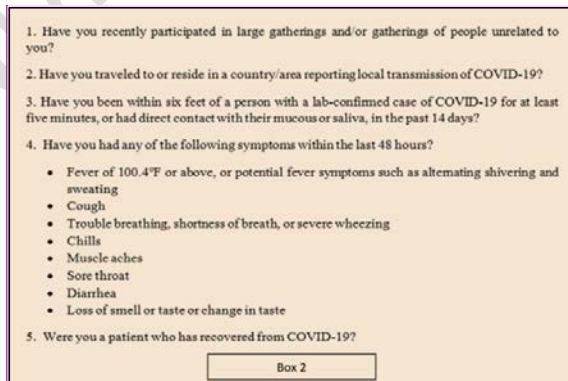 1. Have you recently participated in large gatherings and/or gatherings of people unrelated to
you?
2. Have you traveled to or reside in a country/area reporting local transmission of COVID-19?
3. Have you been within six feet of a person with a lab-confirmed case of COVID-19 for at least
five minutes, or had direct contact with their mucous or saliva, in the past 14 days?
4. Have you had any of the following symptoms within the last 48 hours?
• Fever of 100.4°F or above, or potential fever symptoms such as alternating shivering and
sweating
• Cough
• Trouble breathing, shortness of breath, or severe wheezing
• Chills
• Muscle aches
• Sore throat
• Diarrhea
• Loss of smell or taste or change in taste
5. Were you a patient who has recovered from COVID-19?
Box 2